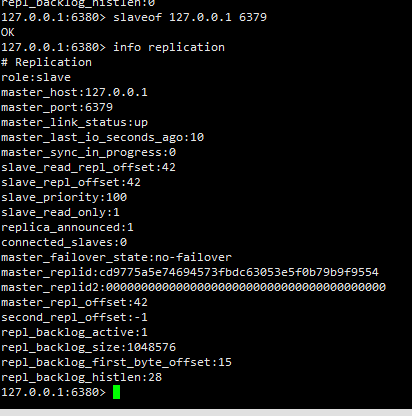 repl_backlog_histlen:0
127.0.0.1:6380> slaveof 127.0.0.1 6379
OK
127.0.0.1:6380> info replication
# Replication
role:slave
master_host:127.0.0.1
master_port:6379
master_link_status:up
master_last_io_seconds_ago:10
master_sync_in_progress:0
slave_read_repl_offset:42
slave_repl_offset:42
slave_priority:100
slave_read_only:1
replica_announced:1
connected_slaves:0
master_failover_state:no-failover
master_replid:cd9775a5e74694573fbdc63053e5f0b79b9f9554
master_replid2:0000000000000000000000000000000000000000
master_repl_offset:42
second_repl_offset:-1
repl_backlog_active:1
repl_backlog_size:1048576
repl_backlog_first_byte_offset:15
repl_backlog_histlen:28
127.0.0.1:6380>